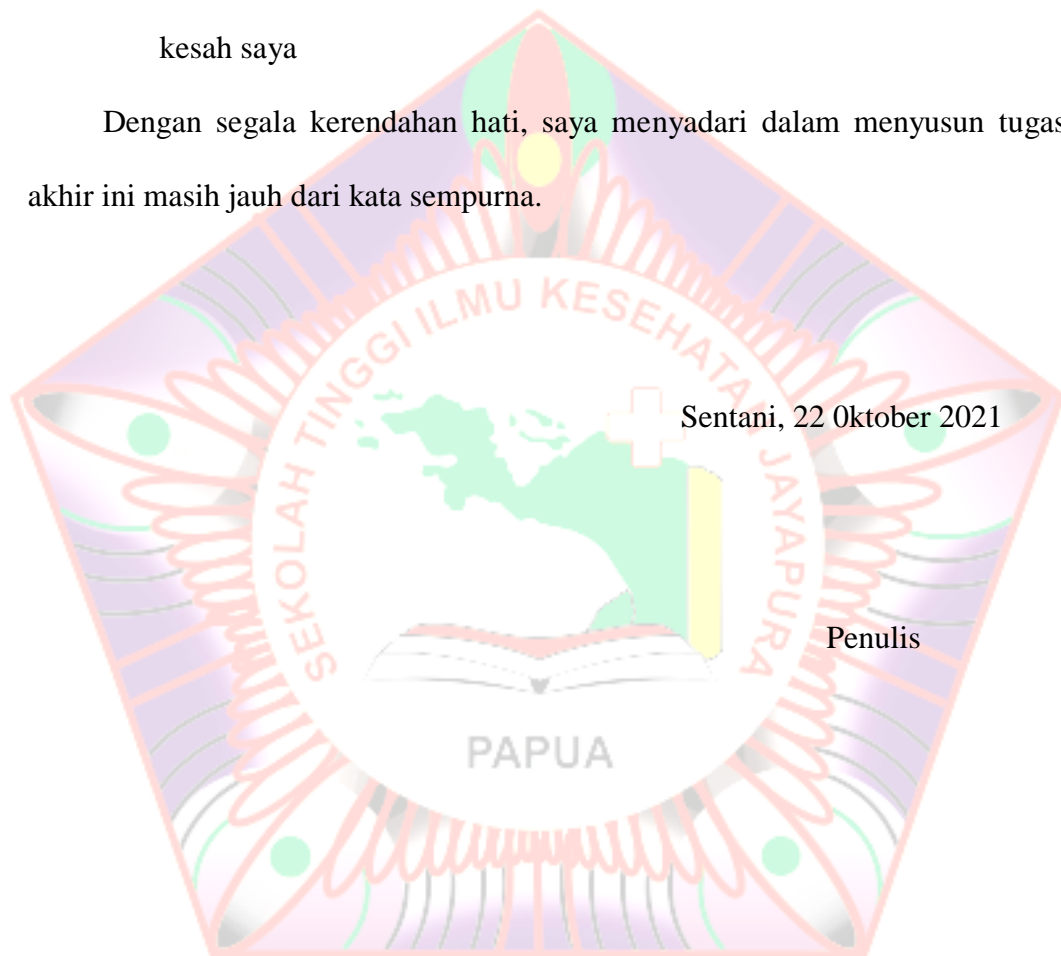 kesah saya
Dengan segala kerendahan hati, saya menyadari dalam menyusun tugas
akhir ini masih jauh dari kata sempurna.
SEKOLAH TINGGI ILMU KESEHATAN JAYAPURA
Sentani, 22 0ktober 2021
Penulis
PAPUA